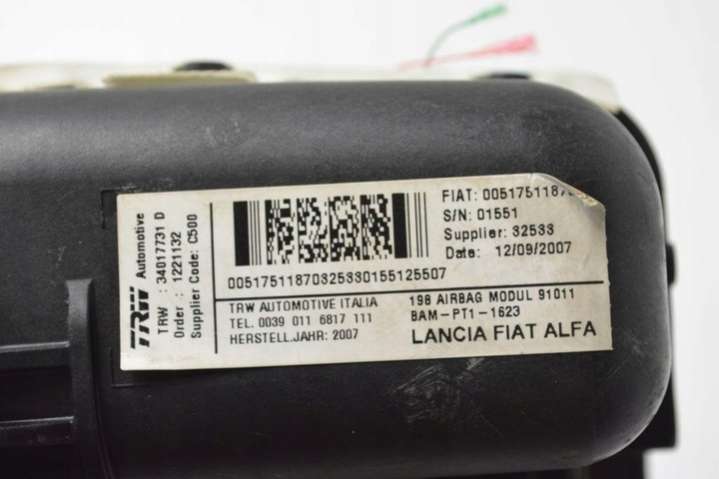 TRW Automotive
TRW : 34017731 D
Order : 1221132
Supplier Code: C500
00517511870325330155125507
TRW AUTOMOTIVE ITALIA
TEL. 0039 011 6817 111
HERSTELL.JAHR: 2007
FIAT: 0051751187
S/N: 01551
Supplier: 32533
Date: 12/09/2007
198 AIRBAG MODUL 91011
BAM-PT1-1623
LANCIA FIAT ALFA